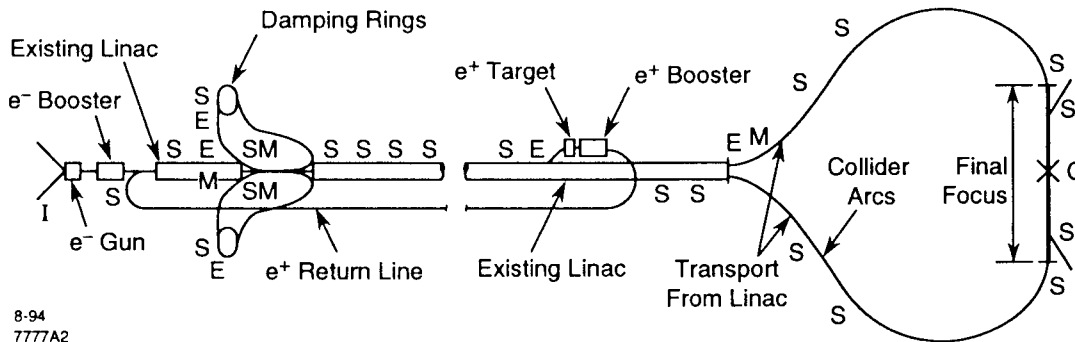 Damping Rings
Existing Linac
e⁻ Booster
e⁺ Target
e⁺ Booster
S
S
S
S
S
E
E M
S
S
S E SM
S S S S
S E
I
S
M
SM
S S
Collider
Arcs
Final
Focus
C
e⁻ Gun
S
E
e⁺ Return Line
Existing Linac
Transport
From Linac
S
S
S
S
S
8-94
7777A2